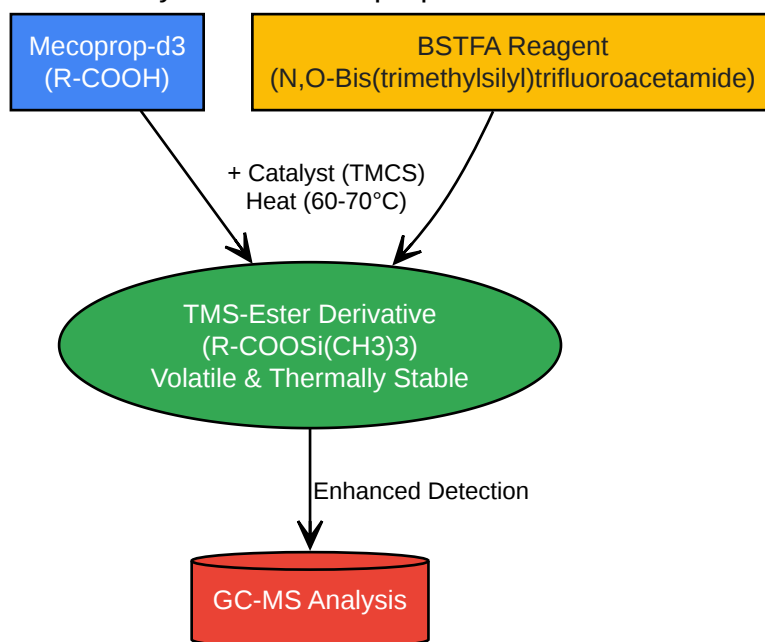 Mecoprop-d3
(R-COOH)
BSTFA Reagent
(N,O-Bis(trimethylsilyl)trifluoroacetamide)
+ Catalyst (TMCS)
Heat (60-70°C)
TMS-Ester Derivative
(R-COOSi(CH3)3)
Volatile & Thermally Stable
Enhanced Detection
GC-MS Analysis